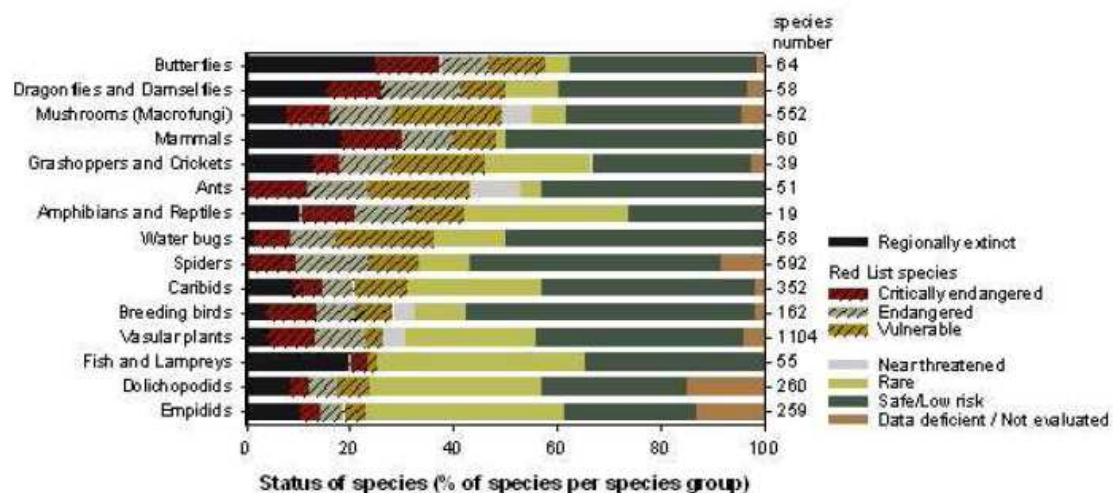 species
number
Butterflies 64
Dragonflies and Damselflies 58
Mushrooms (Macrofungi) 552
Mammals 60
Grashoppers and Crickets 39
Ants 51
Amphibians and Reptiles 19
Water bugs 58
Spiders 592
Caribids 352
Breeding birds 162
Vasular plants 1104
Fish and Lampreys 55
Dolichopodids 260
Empidids 259
0 20 40 60 80 100
Status of species (% of species per species group)
Regionally extinct
Red List species
Critically endangered
Endangered
Vulnerable
Near threatened
Rare
Safe/Low risk
Data deficient / Not evaluated